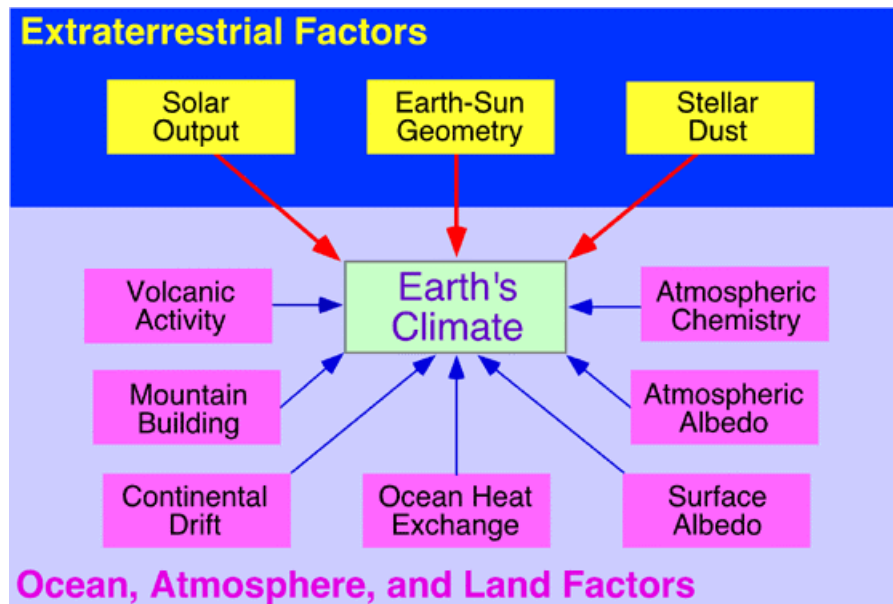 Extraterrestrial Factors
Solar
Output
Earth-Sun
Geometry
Stellar
Dust
Earth's
Climate
Volcanic
Activity
Atmospheric
Chemistry
Mountain
Building
Atmospheric
Albedo
Continental
Drift
Ocean Heat
Exchange
Surface
Albedo
Ocean, Atmosphere, and Land Factors